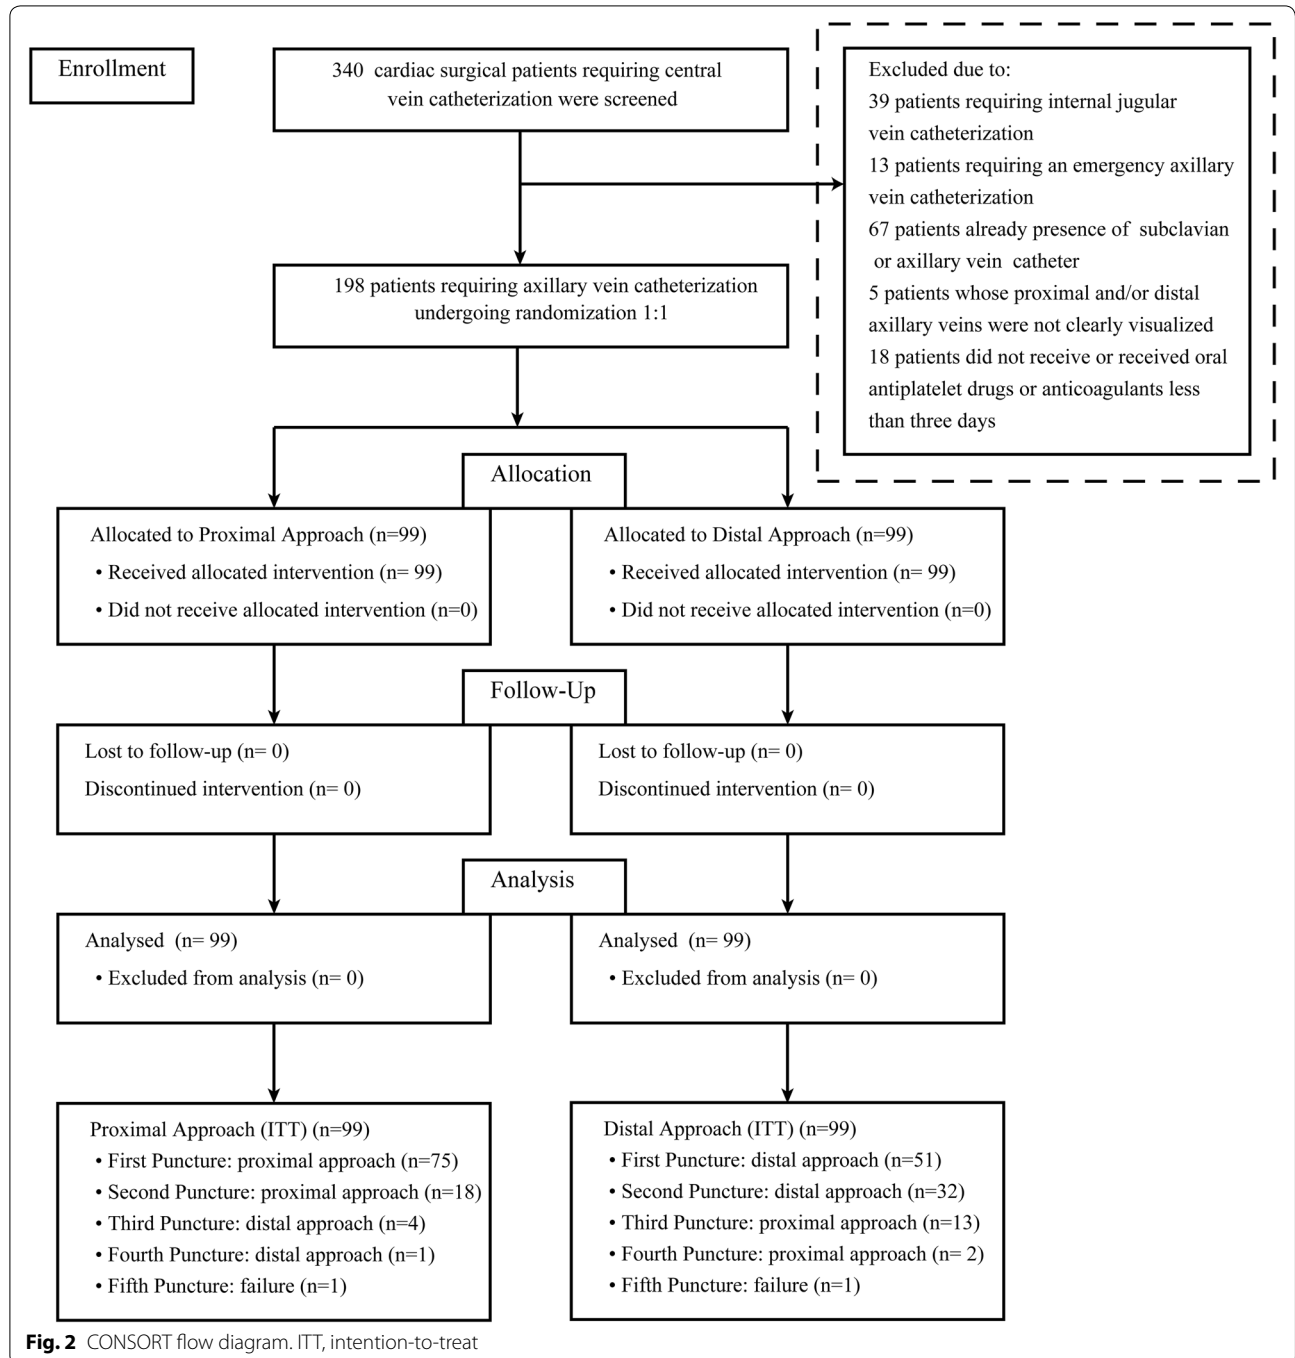 Enrollment
340 cardiac surgical patients requiring central
vein catheterization were screened
Excluded due to:
39 patients requiring internal jugular
vein catheterization
13 patients requiring an emergency axillary
vein catheterization
67 patients already presence of subclavian
or axillary vein catheter
5 patients whose proximal and/or distal
axillary veins were not clearly visualized
18 patients did not receive or received oral
antiplatelet drugs or anticoagulants less
than three days
198 patients requiring axillary vein catheterization
undergoing randomization 1:1
Allocation
Allocated to Proximal Approach (n=99)
• Received allocated intervention (n= 99)
• Did not receive allocated intervention (n=0)
Allocated to Distal Approach (n=99)
• Received allocated intervention (n= 99)
• Did not receive allocated intervention (n=0)
Follow-Up
Lost to follow-up (n= 0)
Discontinued intervention (n= 0)
Lost to follow-up (n= 0)
Discontinued intervention (n= 0)
Analysis
Analysed (n= 99)
• Excluded from analysis (n= 0)
Analysed (n= 99)
• Excluded from analysis (n= 0)
Proximal Approach (ITT) (n=99)
• First Puncture: proximal approach (n=75)
• Second Puncture: proximal approach (n=18)
• Third Puncture: distal approach (n=4)
• Fourth Puncture: distal approach (n=1)
• Fifth Puncture: failure (n=1)
Distal Approach (ITT) (n=99)
• First Puncture: distal approach (n=51)
• Second Puncture: distal approach (n=32)
• Third Puncture: proximal approach (n=13)
• Fourth Puncture: proximal approach (n= 2)
• Fifth Puncture: failure (n=1)
Fig. 2 CONSORT flow diagram. ITT, intention-to-treat